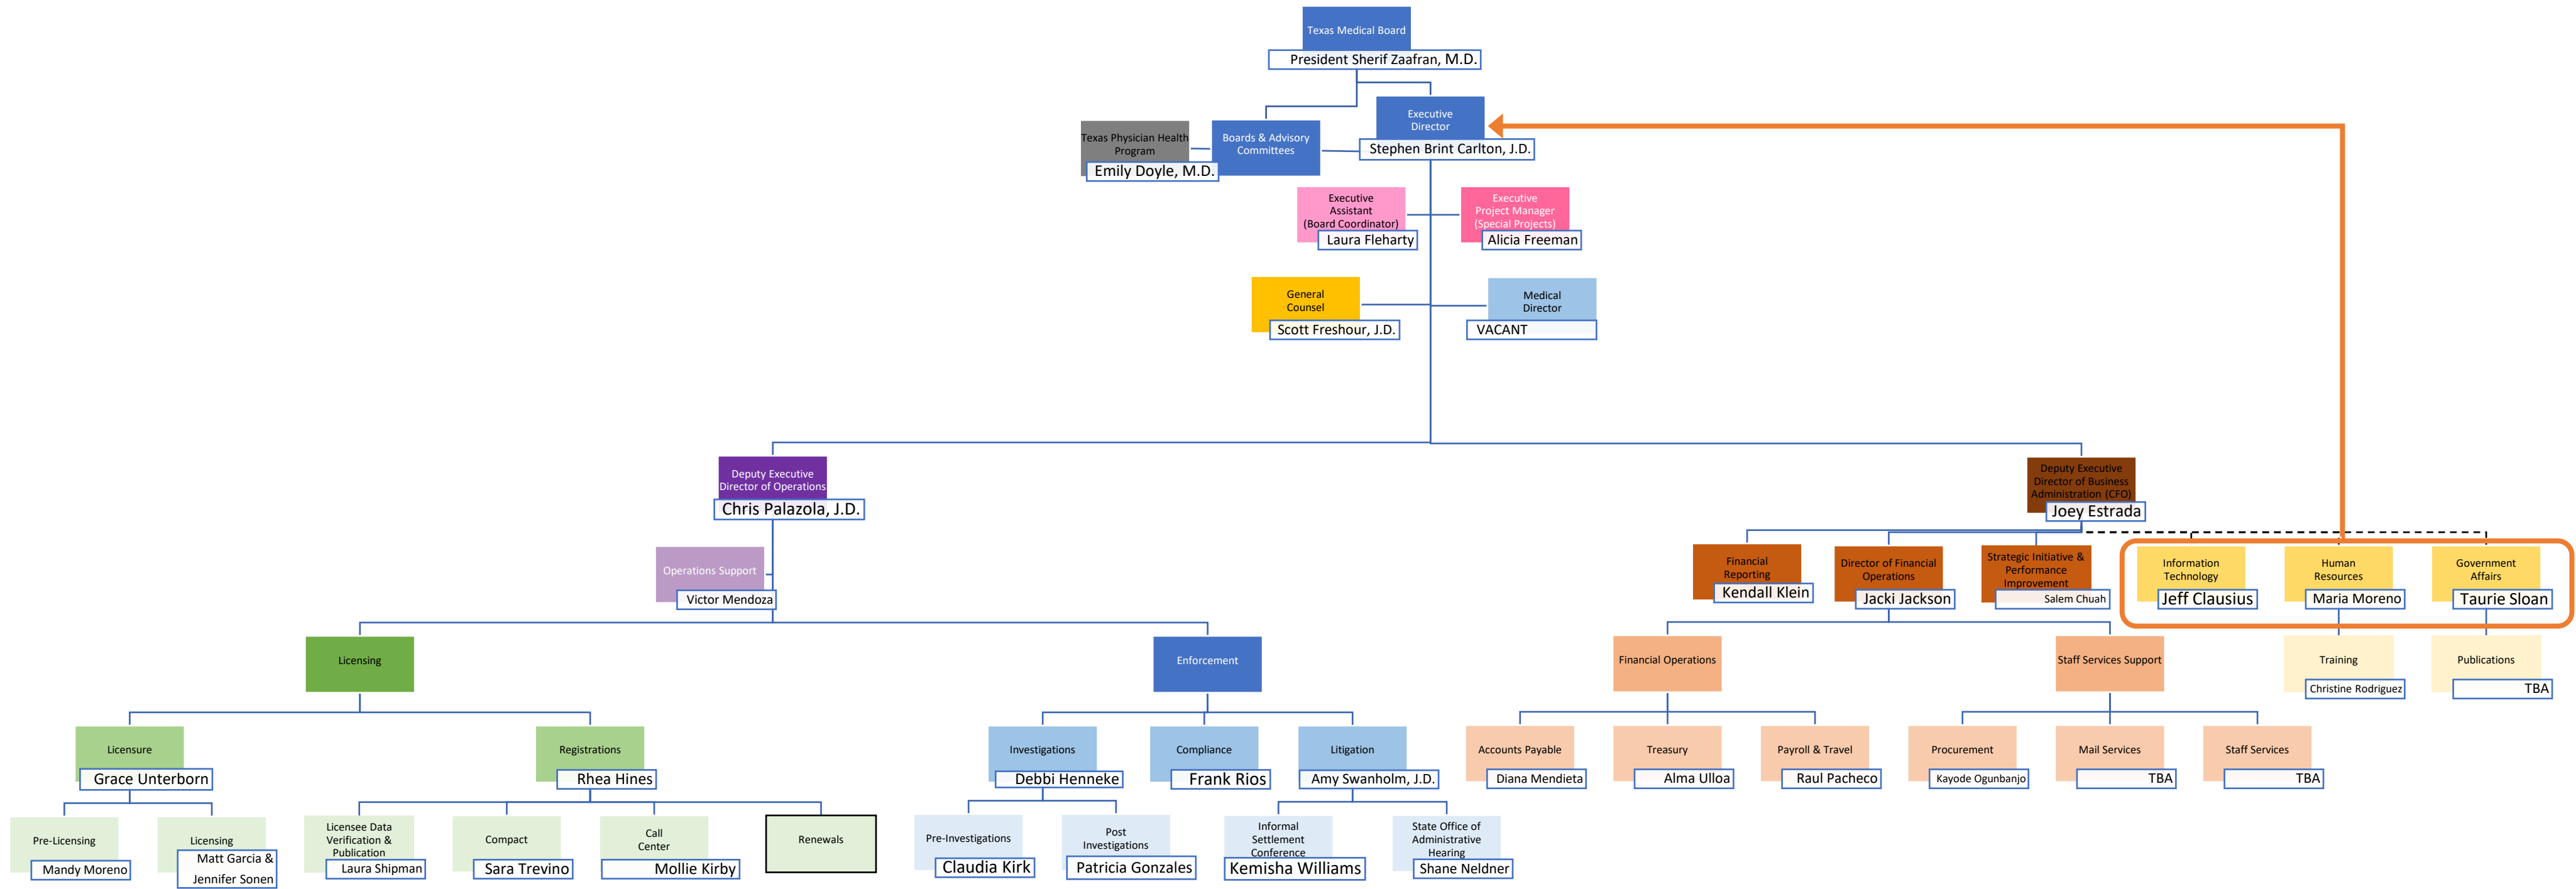 Texas Medical Board
President Sherif Zaafran, M.D.
Executive
Director
Stephen Brint Carlton, J.D.
Texas Physician Health
Program
Emily Doyle, M.D.
Boards & Advisory
Committees
Executive
Assistant
(Board Coordinator)
Laura Fleharty
Executive
Project Manager
(Special Projects)
Alicia Freeman
General
Counsel
Scott Freshour, J.D.
Medical
Director
VACANT
Deputy Executive
Director of Operations
Chris Palazola, J.D.
Deputy Executive
Director of Business
Administration (CFO)
Joey Estrada
Operations Support
Victor Mendoza
Financial
Reporting
Kendall Klein
Director of Financial
Operations
Jacki Jackson
Strategic Initiative &
Performance
Improvement
Salem Chuah
Information
Technology
Jeff Clausius
Human
Resources
Maria Moreno
Government
Affairs
Taurie Sloan
Licensing
Enforcement
Financial Operations
Staff Services Support
Training
Christine Rodriguez
Publications
TBA
Licensure
Grace Unterborn
Registrations
Rhea Hines
Investigations
Debbi Henneke
Compliance
Frank Rios
Litigation
Amy Swanholm, J.D.
Accounts Payable
Diana Mendieta
Treasury
Alma Ulloa
Payroll & Travel
Raul Pacheco
Procurement
Kayode Ogunbanjo
Mail Services
TBA
Staff Services
TBA
Pre-Licensing
Mandy Moreno
Licensing
Matt Garcia &
Jennifer Sonen
Licensee Data
Verification &
Publication
Laura Shipman
Compact
Sara Trevino
Call
Center
Mollie Kirby
Renewals
Pre-Investigations
Claudia Kirk
Post
Investigations
Patricia Gonzales
Informal
Settlement
Conference
Kemisha Williams
State Office of
Administrative
Hearing
Shane Neldner